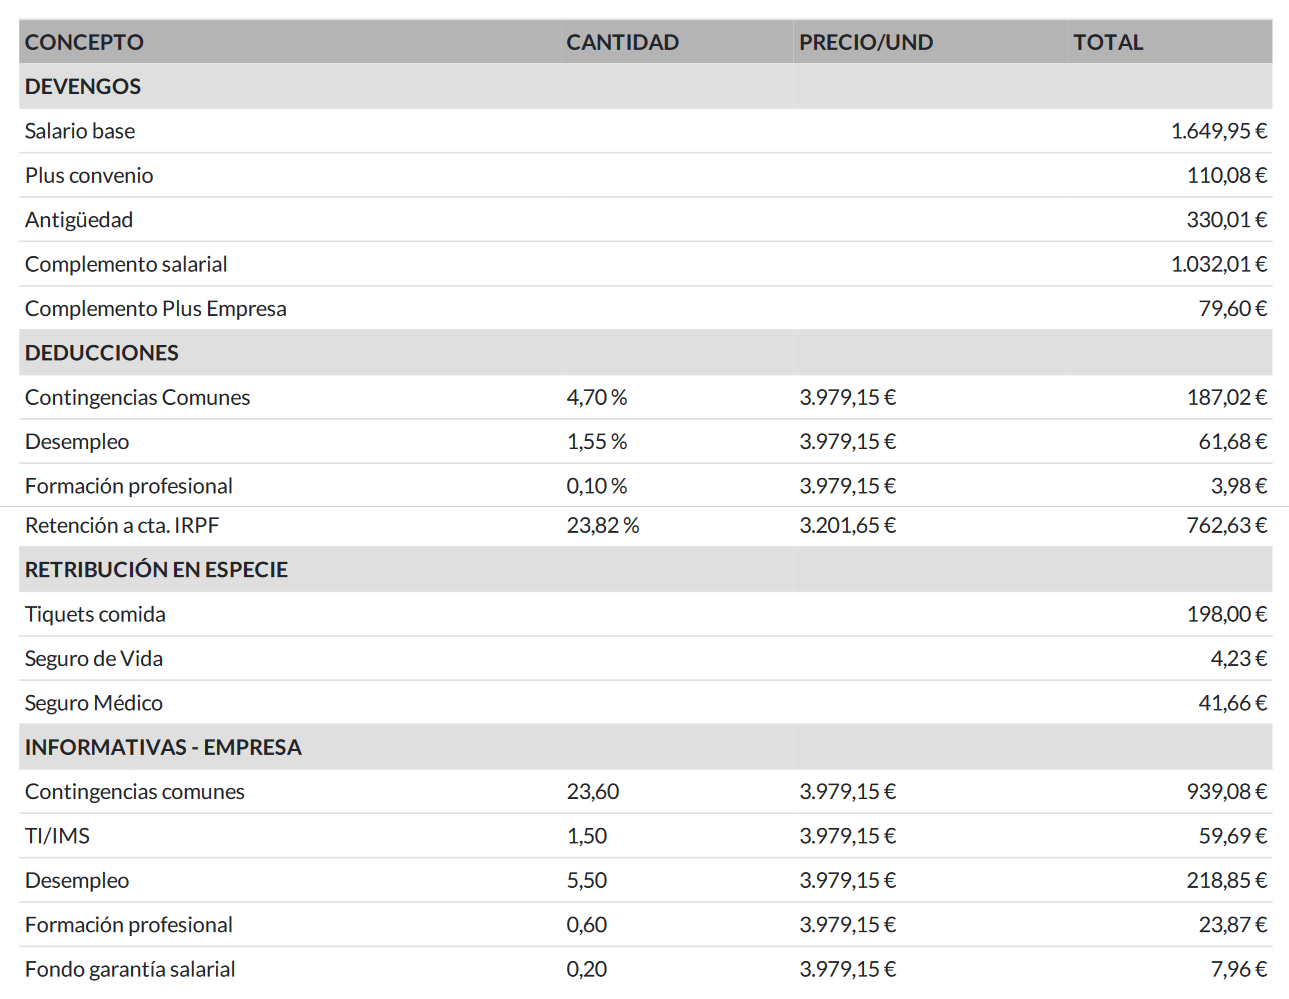 CONCEPTO CANTIDAD PRECIO/UND TOTAL
DEVENGOS
Salario base 1.649,95 €
Plus convenio 110,08 €
Antigüedad 330,01 €
Complemento salarial 1.032,01 €
Complemento Plus Empresa 79,60 €
DEDUCCIONES
Contingencias Comunes 4,70 % 3.979,15 € 187,02 €
Desempleo 1,55 % 3.979,15 € 61,68 €
Formación profesional 0,10 % 3.979,15 € 3,98 €
Retención a cta. IRPF 23,82 % 3.201,65 € 762,63 €
RETRIBUCIÓN EN ESPECIE
Tiquets comida 198,00 €
Seguro de Vida 4,23 €
Seguro Médico 41,66 €
INFORMATIVAS - EMPRESA
Contingencias comunes 23,60 3.979,15 € 939,08 €
TI/IMS 1,50 3.979,15 € 59,69 €
Desempleo 5,50 3.979,15 € 218,85 €
Formación profesional 0,60 3.979,15 € 23,87 €
Fondo garantía salarial 0,20 3.979,15 € 7,96 €